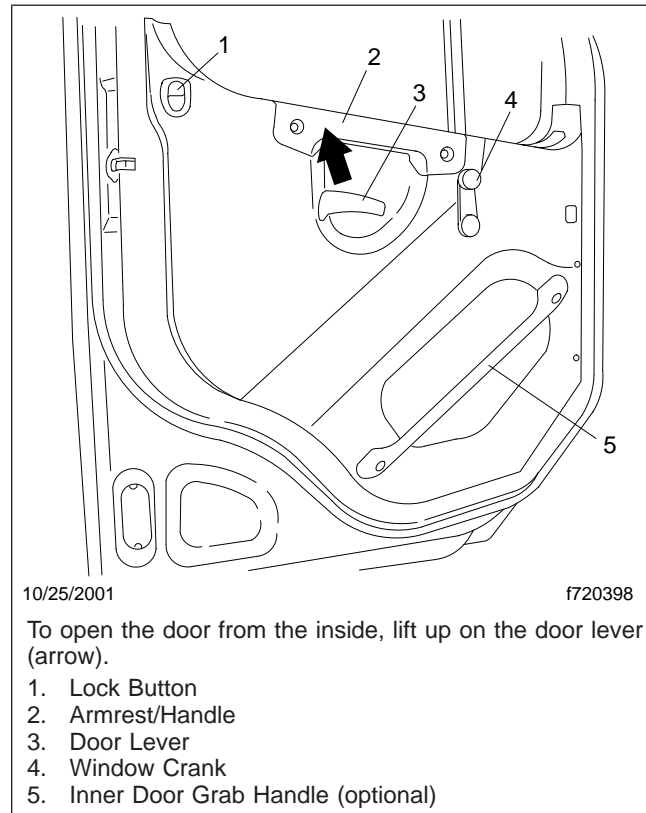 1
2
3
4
5
10/25/2001 f720398
To open the door from the inside, lift up on the door lever
(arrow).
1. Lock Button
2. Armrest/Handle
3. Door Lever
4. Window Crank
5. Inner Door Grab Handle (optional)